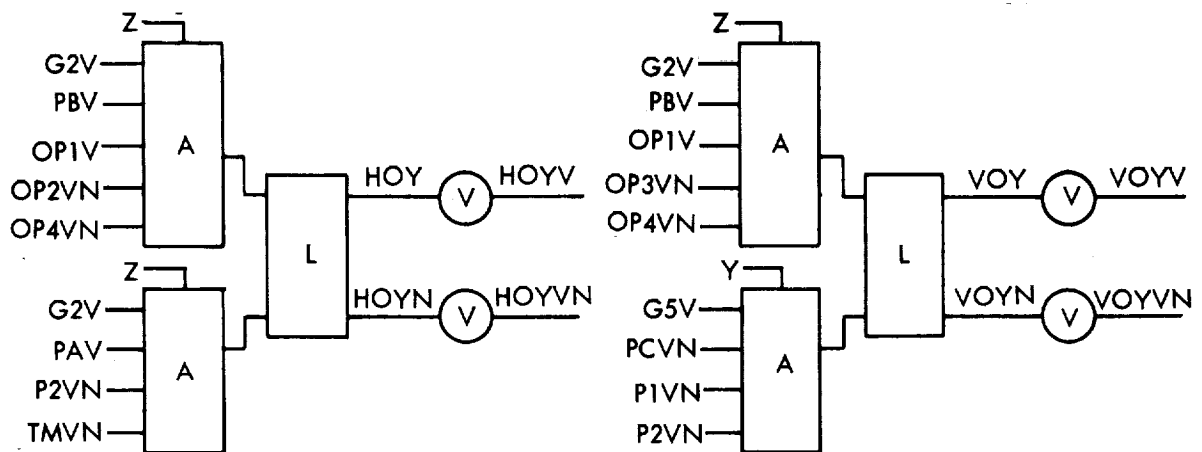 Z
G2V
PBV
OP1V
OP2VN
OP4VN
A
Z
G2V
PAV
P2VN
TMVN
A
L
HOY
V
HOYV
HOYN
V
HOYVN
Z
G2V
PBV
OP1V
OP3VN
OP4VN
A
Y
G5V
PCVN
P1VN
P2VN
A
L
VOY
V
VOYV
VOYN
V
VOYVN